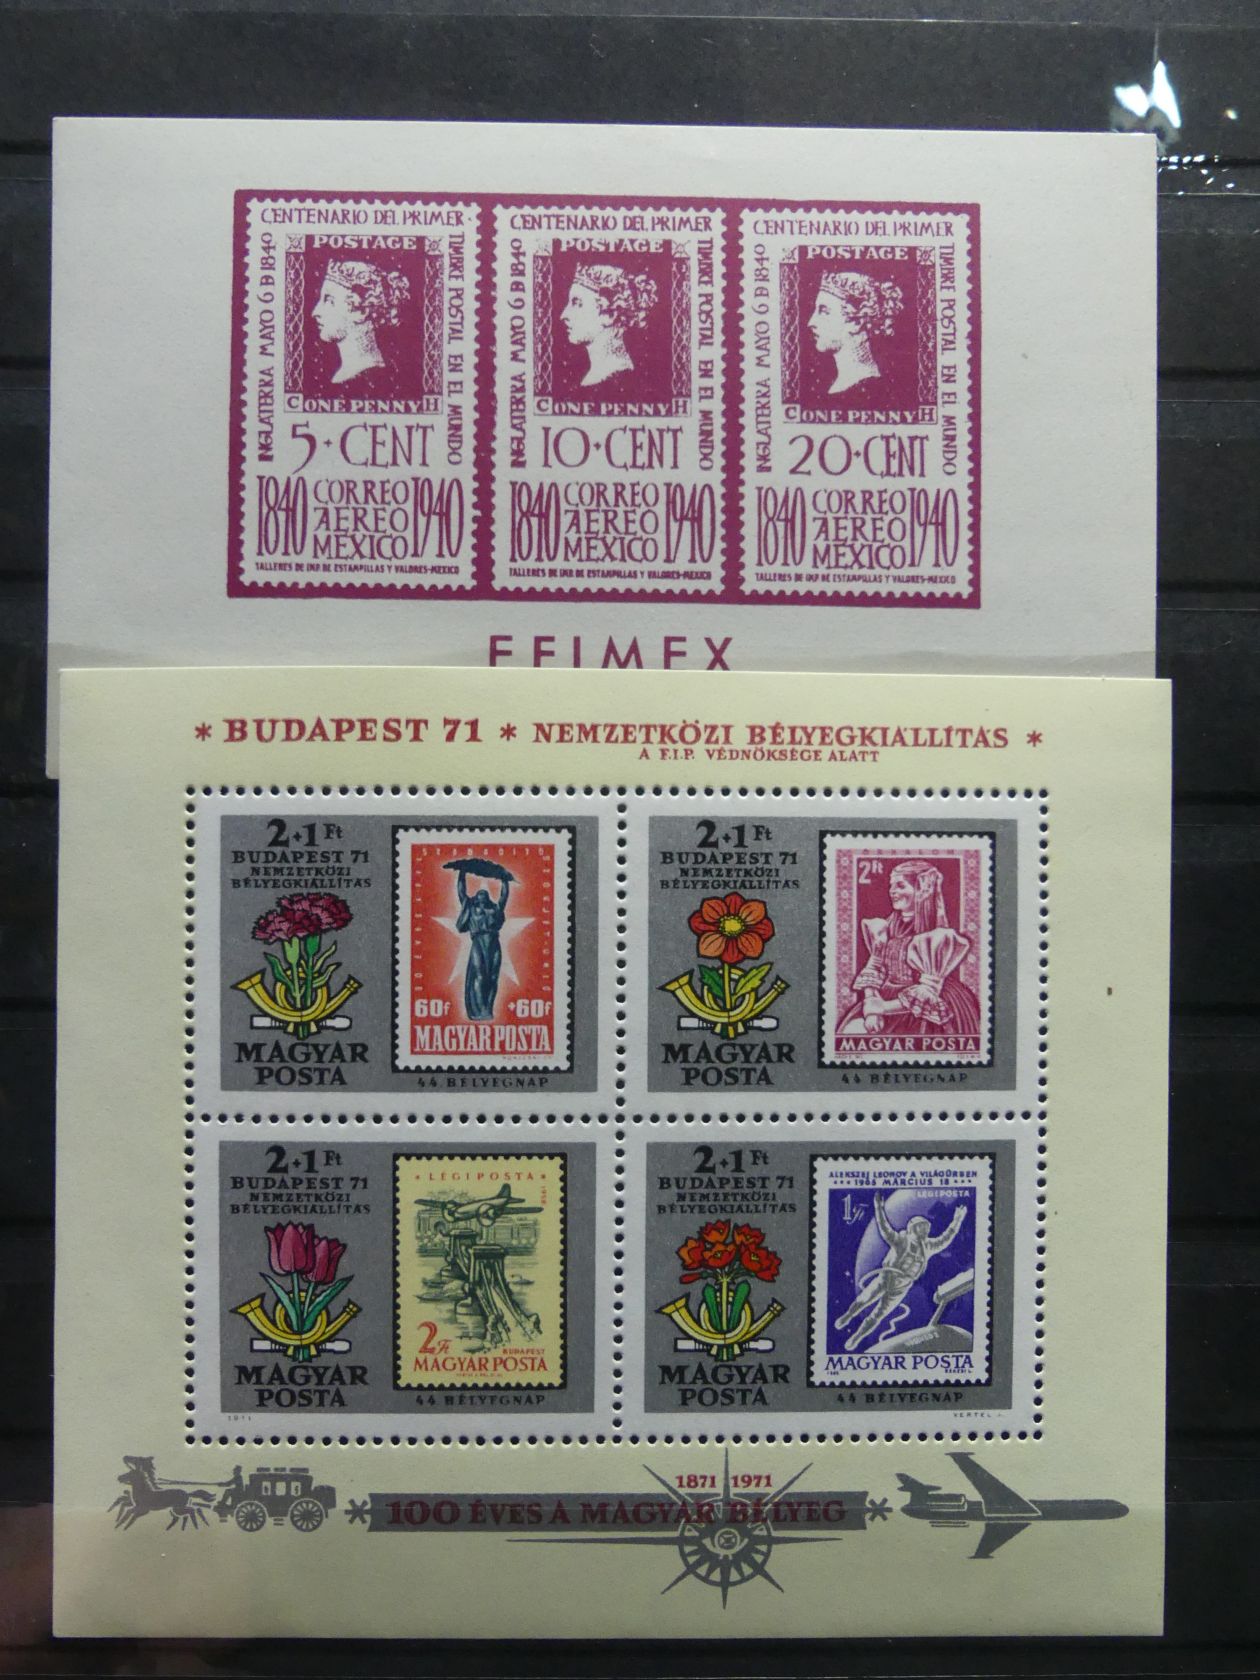 CENTENARIO DEL PRIMER
TIMBRE POSTAL EN EL MUNDO
INGLATERRA MAYO 6 D 1840
POSTAGE
C ONE PENNY H
5·CENT
1840 CORREO AEREO MEXICO 1940
TALLERES DE IMP. DE ESTAMPILLAS Y VALORES-MEXICO
CENTENARIO DEL PRIMER
TIMBRE POSTAL EN EL MUNDO
INGLATERRA MAYO 6 D 1840
POSTAGE
C ONE PENNY H
10·CENT
1840 CORREO AEREO MEXICO 1940
TALLERES DE IMP. DE ESTAMPILLAS Y VALORES-MEXICO
CENTENARIO DEL PRIMER
TIMBRE POSTAL EN EL MUNDO
INGLATERRA MAYO 6 D 1840
POSTAGE
C ONE PENNY H
20·CENT
1840 CORREO AEREO MEXICO 1940
TALLERES DE IMP. DE ESTAMPILLAS Y VALORES-MEXICO
* BUDAPEST 71 * NEMZETKÖZI BÉLYEGKIÁLLÍTÁS *
A F.I.P. VÉDNÖKSÉGE ALATT
2+1 Ft
BUDAPEST 71
NEMZETKÖZI
BÉLYEGKIÁLLÍTÁS
MAGYAR
POSTA
60f +60f
MAGYAR POSTA
44. BÉLYEGNAP
2+1 Ft
BUDAPEST 71
NEMZETKÖZI
BÉLYEGKIÁLLÍTÁS
MAGYAR
POSTA
2Ft
MAGYAR POSTA
44 BÉLYEGNAP
2+1 Ft
BUDAPEST 71
NEMZETKÖZI
BÉLYEGKIÁLLÍTÁS
MAGYAR
POSTA
* LÉGIPOSTA *
1958
2Ft
BUDAPEST
MAGYAR POSTA
44 BÉLYEGNAP
1971
2+1 Ft
BUDAPEST 71
NEMZETKÖZI
BÉLYEGKIÁLLÍTÁS
MAGYAR
POSTA
ALEKSZEJ LEONOV A VILÁGŰRBEN
*** 1965 MÁRCIUS 18 ***
LÉGIPOSTA
1Ft
MAGYAR POSTA
44 BÉLYEGNAP
VERTEL J.
1871 1971
* 100 ÉVES A MAGYAR BÉLYEG *